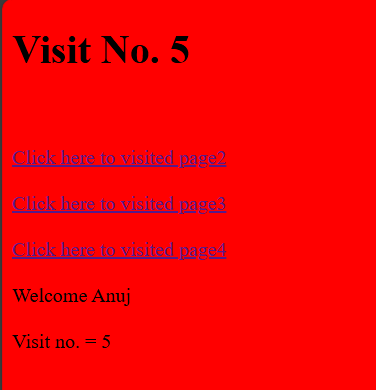 Visit No. 5
Click here to visited page2
Click here to visited page3
Click here to visited page4
Welcome Anuj
Visit no. = 5